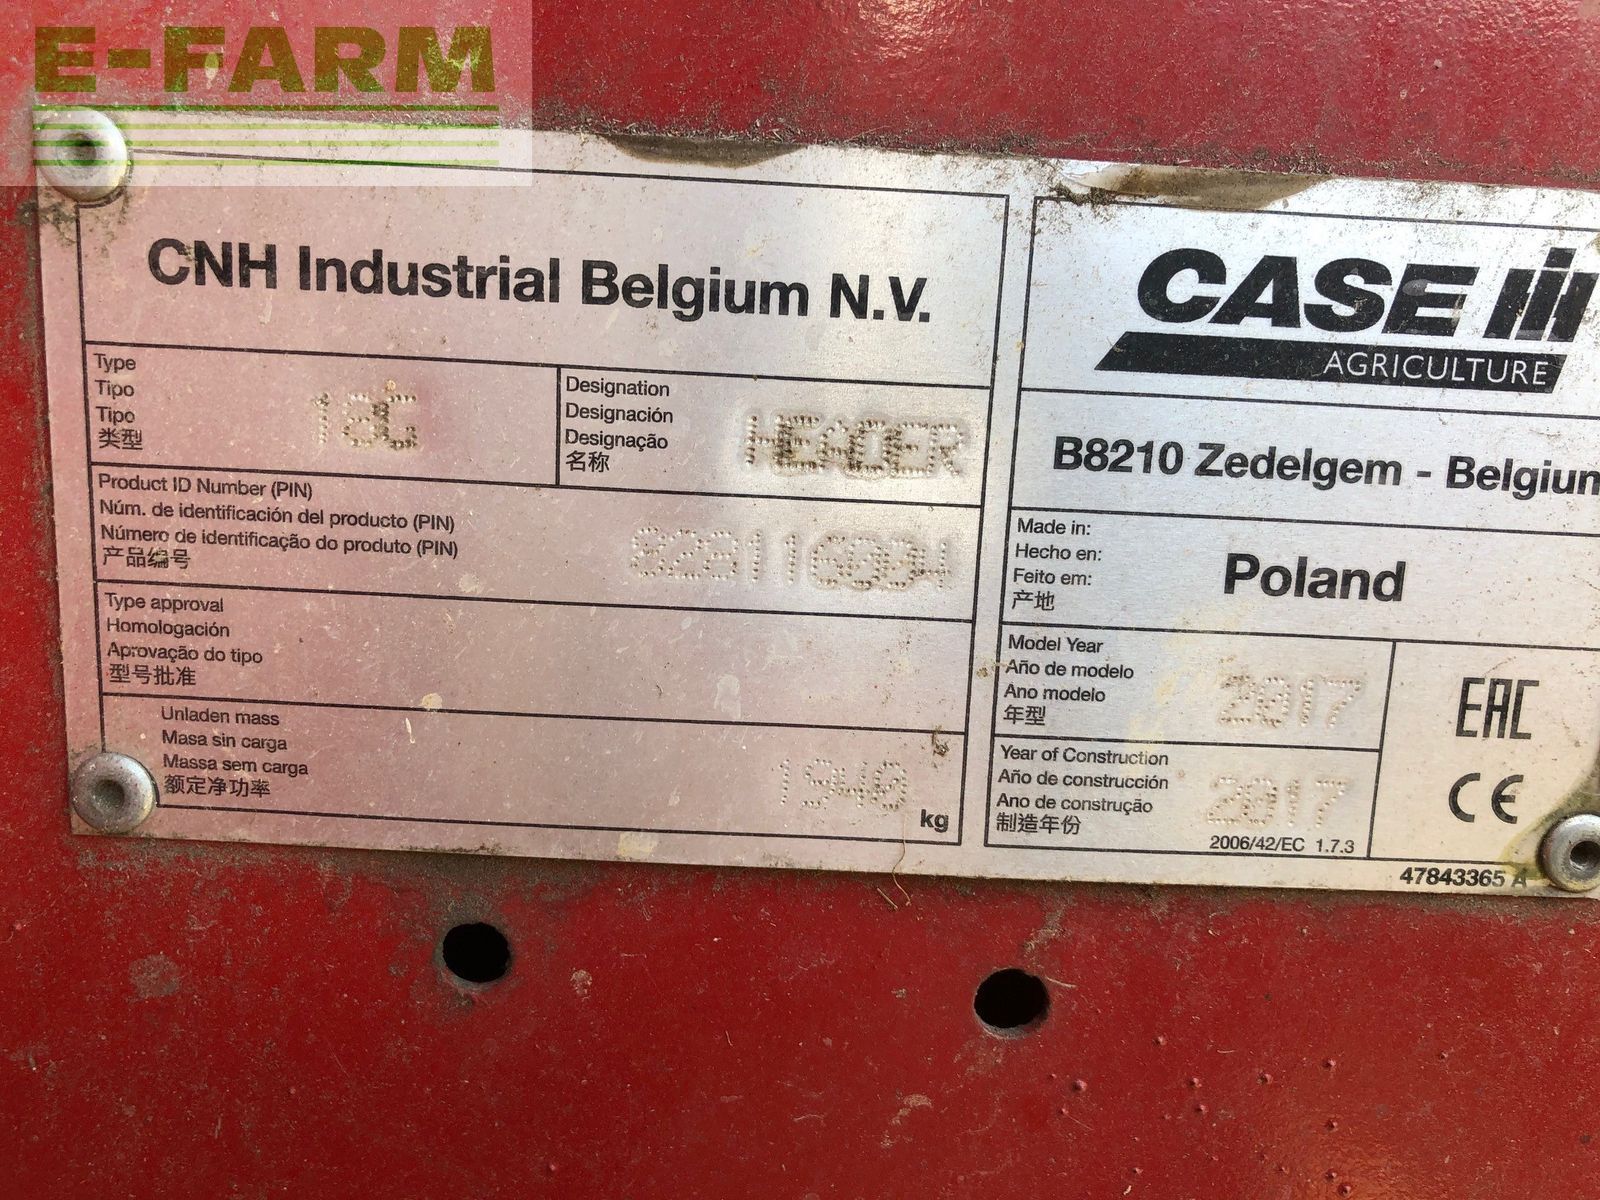 E-FARM
CNH Industrial Belgium N.V.
Type
Tipo
Tipo
类型
18G
Designation
Designación
Designação
名称
HEADER
Product ID Number (PIN)
Núm. de identificación del producto (PIN)
Número de identificação do produto (PIN)
产品编号
Type approval
Homologación
Aprovação do tipo
型号批准
Unladen mass
Masa sin carga
Massa sem carga
额定净功率
1940
kg
CASE IH
AGRICULTURE
B8210 Zedelgem - Belgium
Made in:
Hecho en:
Feito em:
产地
Poland
Model Year
Año de modelo
Ano modelo
年型
2017
Year of Construction
Año de construcción
Ano de construção
制造年份
2017
2006/42/EC 1.7.3
EAC
CE
47843365 A